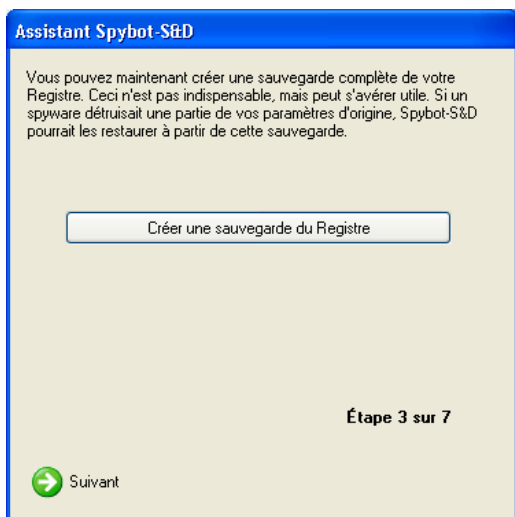 Assistant Spybot-S&D
Vous pouvez maintenant créer une sauvegarde complète de votre
Registre. Ceci n'est pas indispensable, mais peut s'avérer utile. Si un
spyware détruisait une partie de vos paramètres d'origine, Spybot-S&D
pourrait les restaurer à partir de cette sauvegarde.
Créer une sauvegarde du Registre
Étape 3 sur 7
Suivant